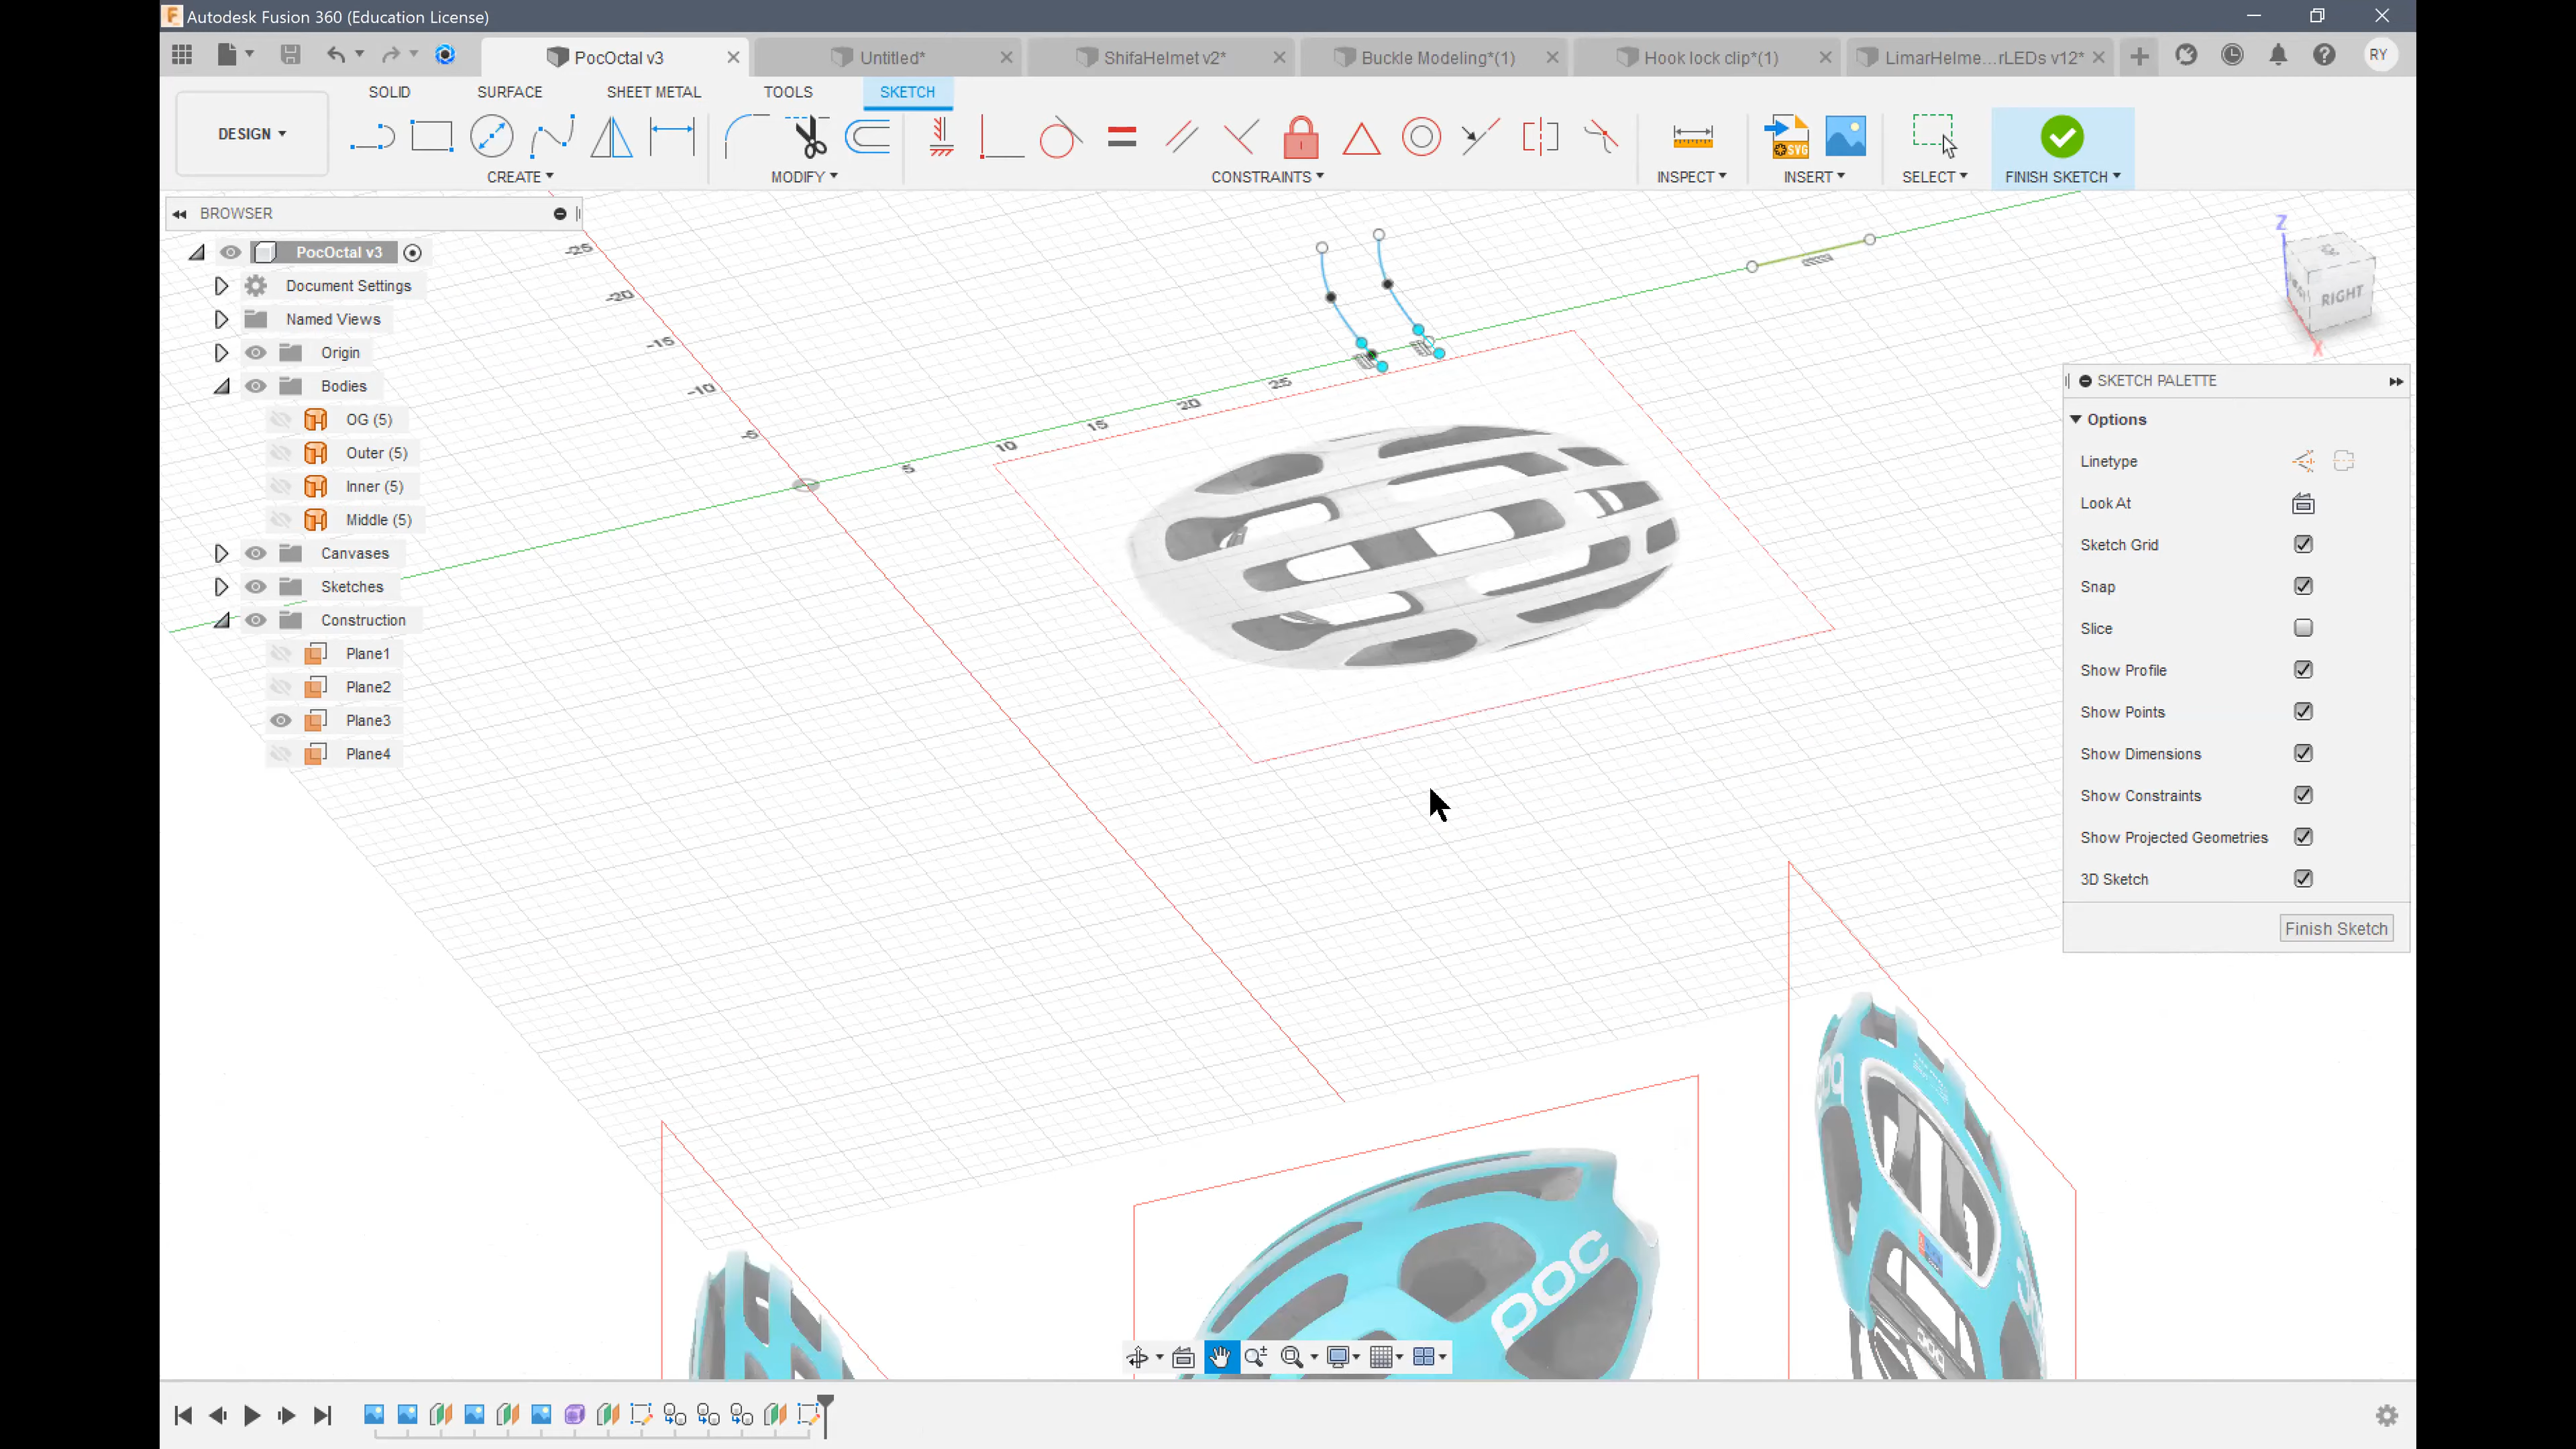 Autodesk Fusion 360 (Education License)
PocOctal v3
Untitled*
ShifaHelmet v2*
Buckle Modeling*(1)
Hook lock clip*(1)
LimarHelme...rLEDs v12*
RY
DESIGN
SOLID
SURFACE
SHEET METAL
TOOLS
SKETCH
CREATE
MODIFY
CONSTRAINTS
INSPECT
SVG
INSERT
SELECT
FINISH SKETCH
BROWSER
PocOctal v3
Document Settings
Named Views
Origin
Bodies
OG (5)
Outer (5)
Inner (5)
Middle (5)
Canvases
Sketches
Construction
Plane1
Plane2
Plane3
Plane4
-25
-20
-15
-10
-5
5
10
15
20
25
Z
RIGHT
X
SKETCH PALETTE
Options
Linetype
Look At
Sketch Grid
Snap
Slice
Show Profile
Show Points
Show Dimensions
Show Constraints
Show Projected Geometries
3D Sketch
Finish Sketch
poc